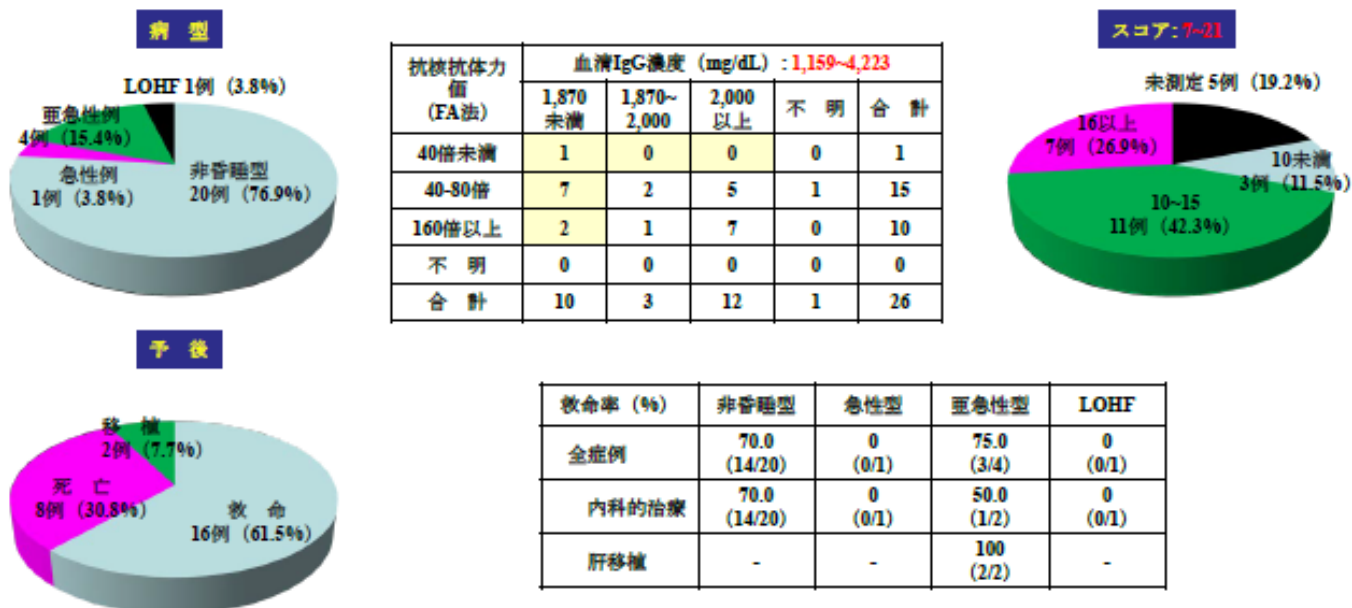 病 型
LOHF 1例 (3.8%)
亜急性例
4例 (15.4%)
急性例
1例 (3.8%)
非昏睡型
20例 (76.9%)
抗核抗体力
価
(FA法)
血清IgG濃度 (mg/dL) : 1,159~4,223
1,870
未満
1,870~
2,000
2,000
以上
不 明
合 計
40倍未満 1 0 0 0 1
40-80倍 7 2 5 1 15
160倍以上 2 1 7 0 10
不 明 0 0 0 0 0
合 計 10 3 12 1 26
スコア: 7~21
未測定 5例 (19.2%)
16以上
7例 (26.9%)
10未満
3例 (11.5%)
10~15
11例 (42.3%)
予 後
移 植
2例 (7.7%)
死 亡
8例 (30.8%)
救 命
16例 (61.5%)
救命率 (%) 非昏睡型 急性型 亜急性型 LOHF
全症例
70.0 0 75.0 0
(14/20) (0/1) (3/4) (0/1)
内科的治療
70.0 0 50.0 0
(14/20) (0/1) (1/2) (0/1)
肝移植
- - 100 -
(2/2)